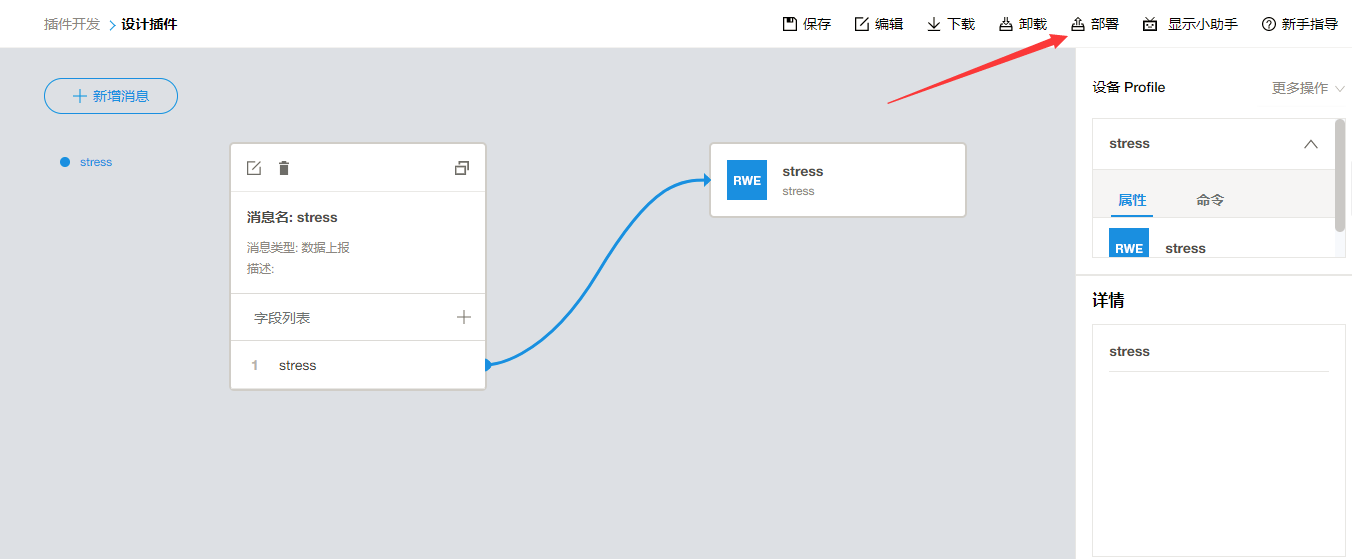 插件开发 > 设计插件
保存 编辑 下载 卸载 部署 显示小助手 新手指导
+ 新增消息
stress
消息名: stress
消息类型: 数据上报
描述:
字段列表
1 stress
RWE
stress
stress
设备 Profile 更多操作
stress
属性 命令
RWE stress
详情
stress